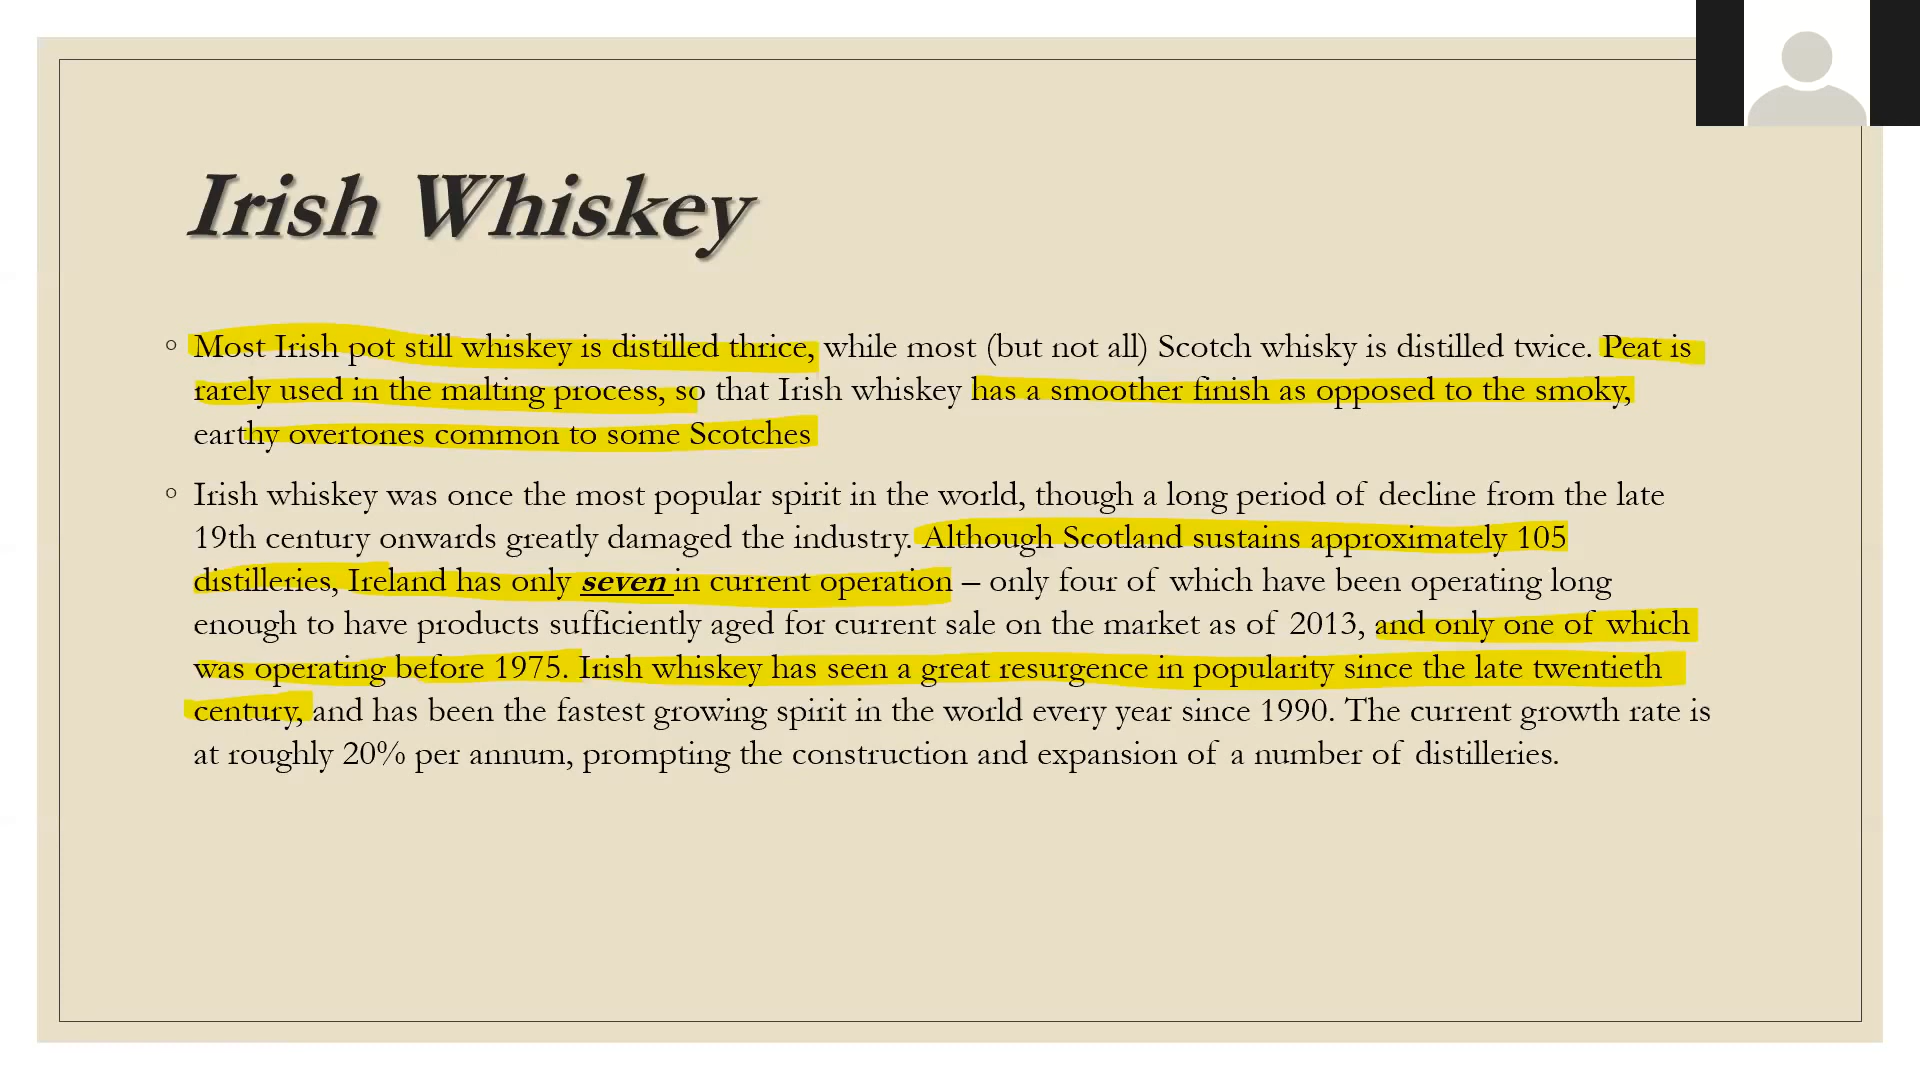 Irish Whiskey
◦ Most Irish pot still whiskey is distilled thrice, while most (but not all) Scotch whisky is distilled twice. Peat is
rarely used in the malting process, so that Irish whiskey has a smoother finish as opposed to the smoky,
earthy overtones common to some Scotches
◦ Irish whiskey was once the most popular spirit in the world, though a long period of decline from the late
19th century onwards greatly damaged the industry. Although Scotland sustains approximately 105
distilleries, Ireland has only seven in current operation – only four of which have been operating long
enough to have products sufficiently aged for current sale on the market as of 2013, and only one of which
was operating before 1975. Irish whiskey has seen a great resurgence in popularity since the late twentieth
century, and has been the fastest growing spirit in the world every year since 1990. The current growth rate is
at roughly 20% per annum, prompting the construction and expansion of a number of distilleries.